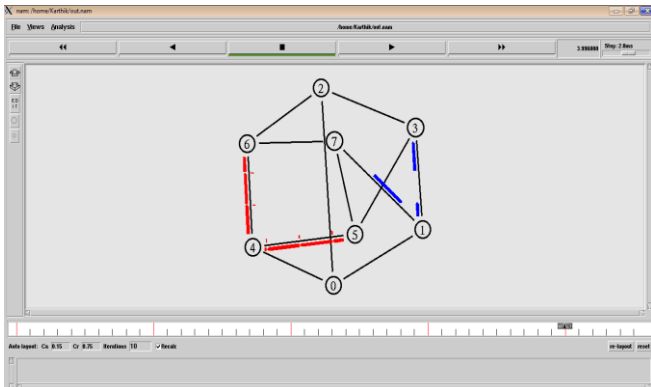 nam: /home/Karthik/out.nam
File Views Analysis /home/Karthik/out.nam
Step: 2.0ms
2
3
6
7
5
1
4
0
Auto layout: Ca 0.15 Cr 0.75 Iterations 10 Recalc re-layout reset